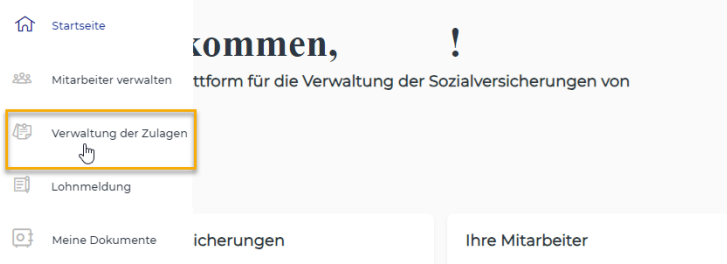 Startseite
kommen, !
Mitarbeiter verwalten
ttform für die Verwaltung der Sozialversicherungen von
Verwaltung der Zulagen
Lohnmeldung
Meine Dokumente
icherungen
Ihre Mitarbeiter